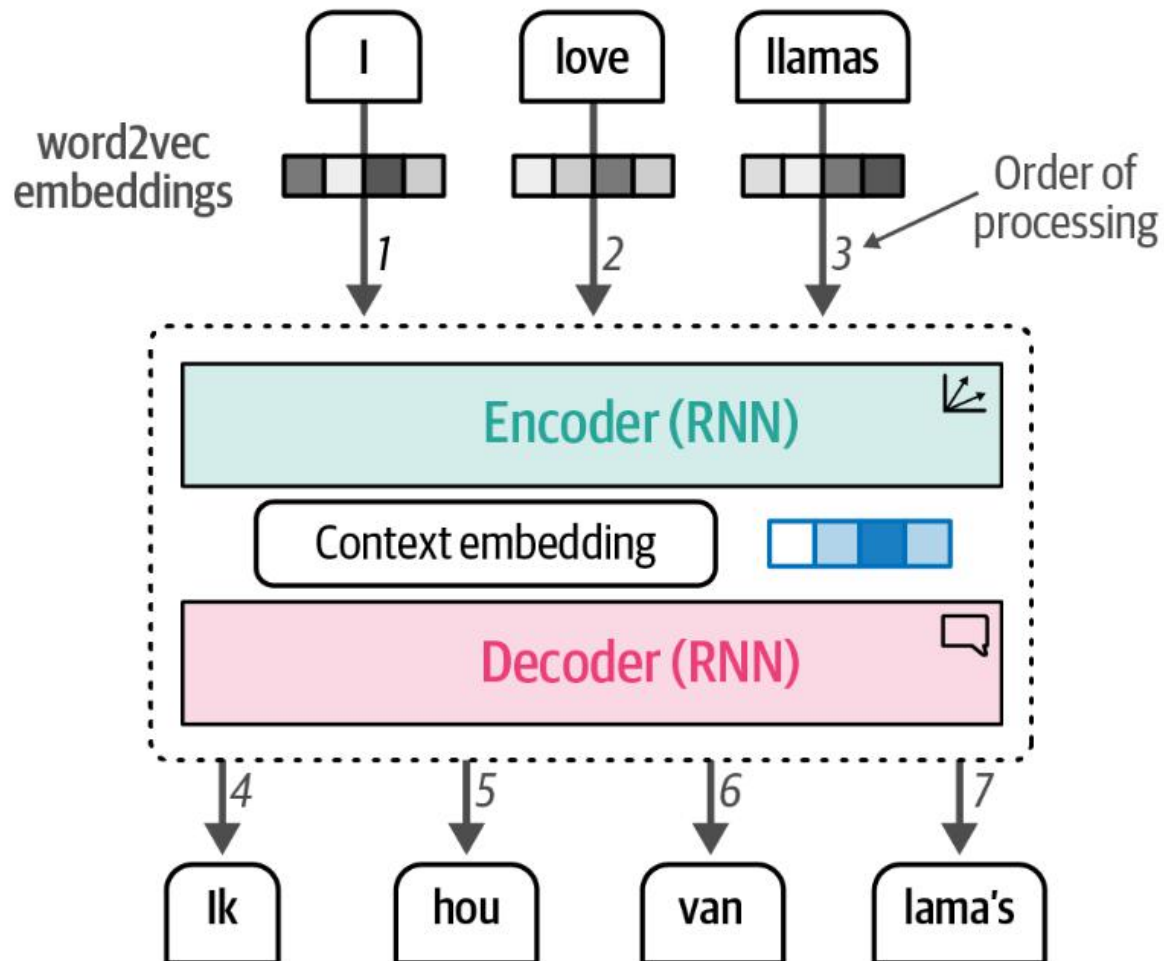 I
love
llamas
word2vec
embeddings
Order of
processing
1
2
3
Encoder (RNN)
Context embedding
Decoder (RNN)
4
5
6
7
Ik
hou
van
lama's